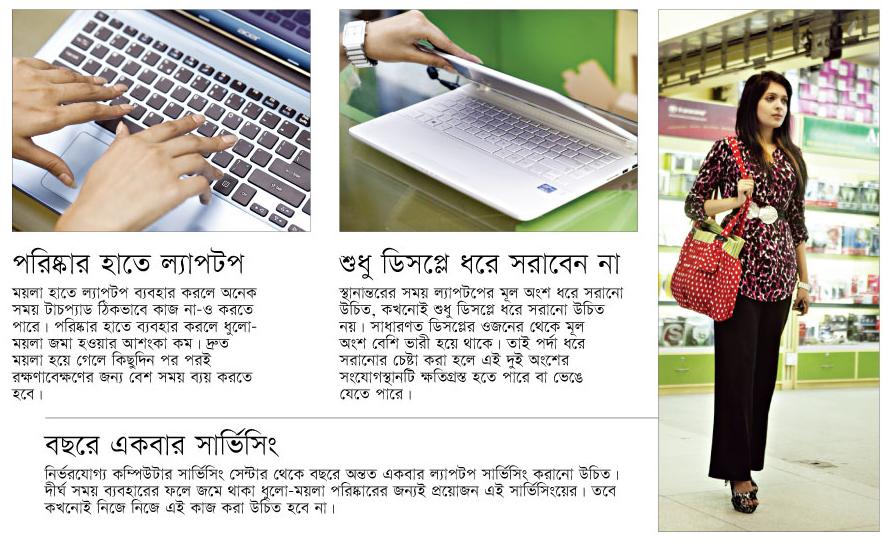 acer
পরিষ্কার হাতে ল্যাপটপ
ময়লা হাতে ল্যাপটপ ব্যবহার করলে অনেক
সময় টাচপ্যাড ঠিকভাবে কাজ না-ও করতে
পারে। পরিষ্কার হাতে ব্যবহার করলে ধুলো-
ময়লা জমা হওয়ার আশংকা কম। দ্রুত
ময়লা হয়ে গেলে কিছুদিন পর পরই
রক্ষণাবেক্ষণের জন্য বেশ সময় ব্যয় করতে
হবে।
শুধু ডিসপ্লে ধরে সরাবেন না
স্থানান্তরের সময় ল্যাপটপের মূল অংশ ধরে সরানো
উচিত, কখনোই শুধু ডিসপ্লে ধরে সরানো উচিত
নয়। সাধারণত ডিসপ্লের ওজনের থেকে মূল
অংশ বেশি ভারী হয়ে থাকে। তাই পর্দা ধরে
সরানোর চেষ্টা করা হলে এই দুই অংশের
সংযোগস্থানটি ক্ষতিগ্রস্ত হতে পারে বা ভেঙে
যেতে পারে।
বছরে একবার সার্ভিসিং
নির্ভরযোগ্য কম্পিউটার সার্ভিসিং সেন্টার থেকে বছরে অন্তত একবার ল্যাপটপ সার্ভিসিং করানো উচিত।
দীর্ঘ সময় ব্যবহারের ফলে জমে থাকা ধুলো-ময়লা পরিষ্কারের জন্যই প্রয়োজন এই সার্ভিসিংয়ের। তবে
কখনোই নিজে নিজে এই কাজ করা উচিত হবে না।